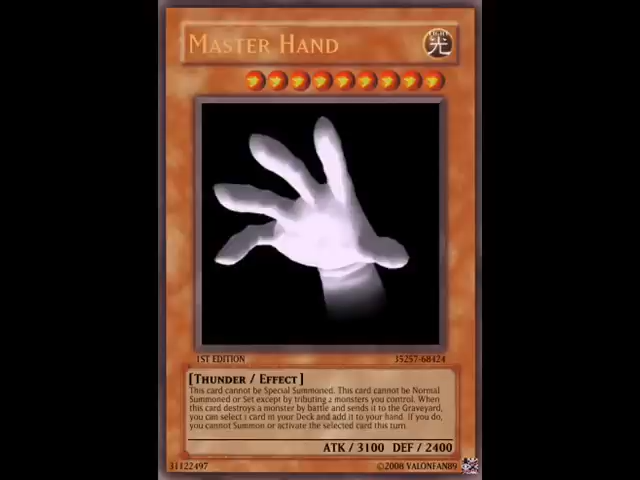 MASTER HAND
LIGHT
光
1ST EDITION 35257-68424
[THUNDER / EFFECT]
This card cannot be Special Summoned. This card cannot be Normal
Summoned or Set except by tributing 2 monsters you control. When
this card destroys a monster by battle and sends it to the Graveyard,
you can select 1 card in your Deck and add it to your hand. If you do,
you cannot Summon or activate the selected card this turn.
ATK / 3100 DEF / 2400
31122497 ©2008 VALONFAN89